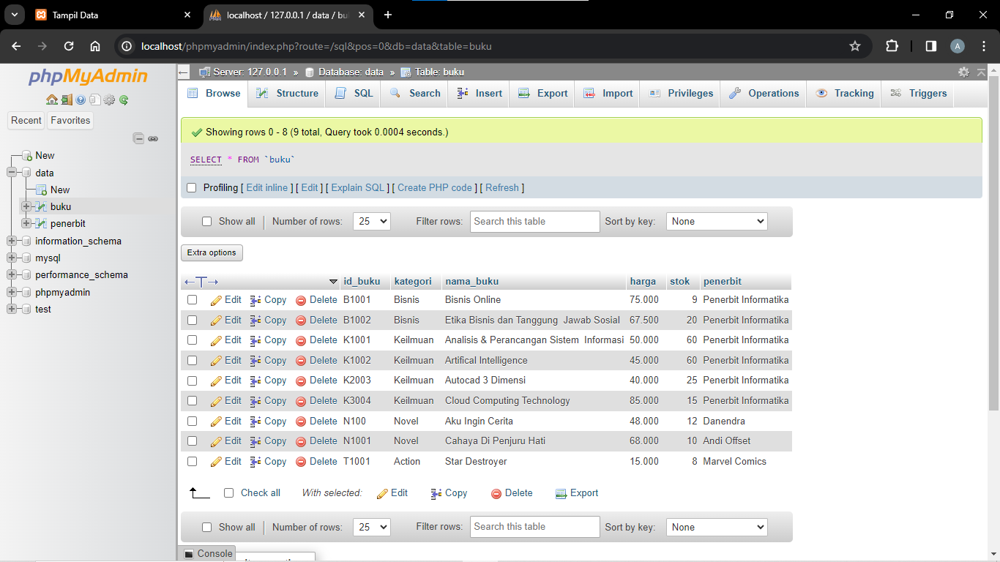 Tampil Data
localhost / 127.0.0.1 / data / bu
localhost/phpmyadmin/index.php?route=/sql&pos=0&db=data&table=buku
A
phpMyAdmin
Recent Favorites
New
data
New
buku
penerbit
information_schema
mysql
performance_schema
phpmyadmin
test
Server: 127.0.0.1 » Database: data » Table: buku
Browse Structure SQL Search Insert Export Import Privileges Operations Tracking Triggers
Showing rows 0 - 8 (9 total, Query took 0.0004 seconds.)
SELECT * FROM `buku`
Profiling [ Edit inline ] [ Edit ] [ Explain SQL ] [ Create PHP code ] [ Refresh ]
Show all | Number of rows: 25 Filter rows: Search this table Sort by key: None
Extra options
←T→ id_buku kategori nama_buku harga stok penerbit
Edit Copy Delete B1001 Bisnis Bisnis Online 75.000 9 Penerbit Informatika
Edit Copy Delete B1002 Bisnis Etika Bisnis dan Tanggung  Jawab Sosial 67.500 20 Penerbit Informatika
Edit Copy Delete K1001 Keilmuan Analisis & Perancangan Sistem  Informasi 50.000 60 Penerbit Informatika
Edit Copy Delete K1002 Keilmuan Artifical Intelligence 45.000 60 Penerbit Informatika
Edit Copy Delete K2003 Keilmuan Autocad 3 Dimensi 40.000 25 Penerbit Informatika
Edit Copy Delete K3004 Keilmuan Cloud Computing Technology 85.000 15 Penerbit Informatika
Edit Copy Delete N100 Novel Aku Ingin Cerita 48.000 12 Danendra
Edit Copy Delete N1001 Novel Cahaya Di Penjuru Hati 68.000 10 Andi Offset
Edit Copy Delete T1001 Action Star Destroyer 15.000 8 Marvel Comics
Check all With selected: Edit Copy Delete Export
Show all | Number of rows: 25 Filter rows: Search this table Sort by key: None
Console